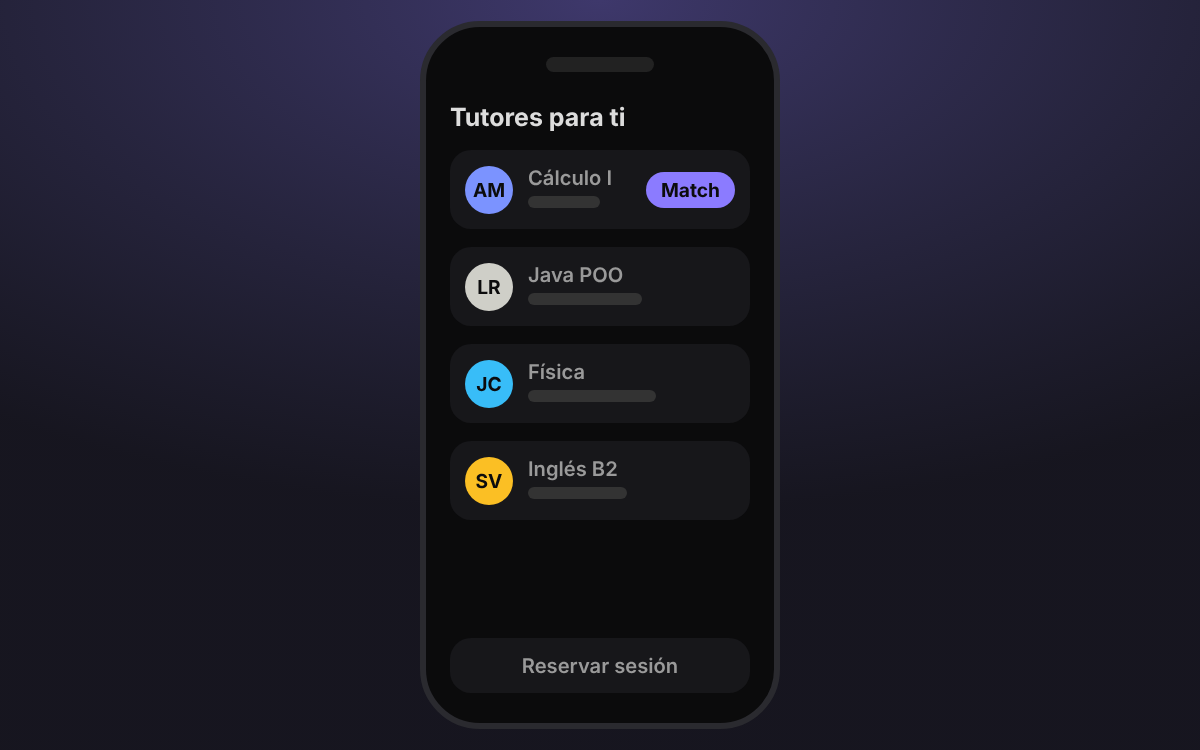 Tutores para ti
AM
Cálculo I
Match
LR
Java POO
JC
Física
SV
Inglés B2
Reservar sesión